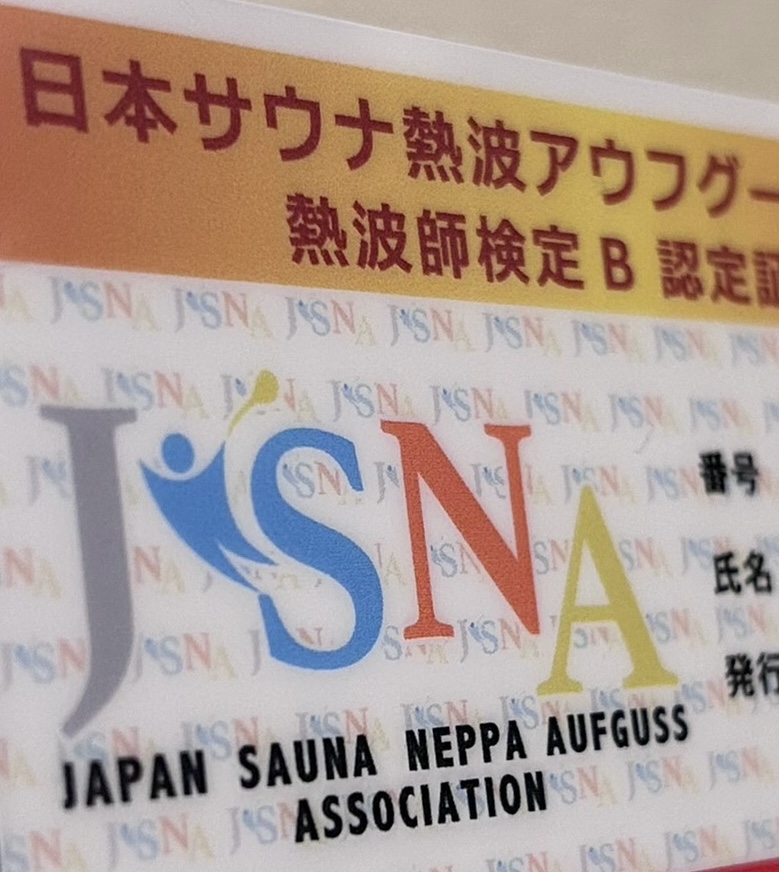 日本サウナ熱波アウフグー
熱波師検定 B 認定証
JSNA
番号
氏名
発行
JAPAN SAUNA NEPPA AUFGUSS
ASSOCIATION